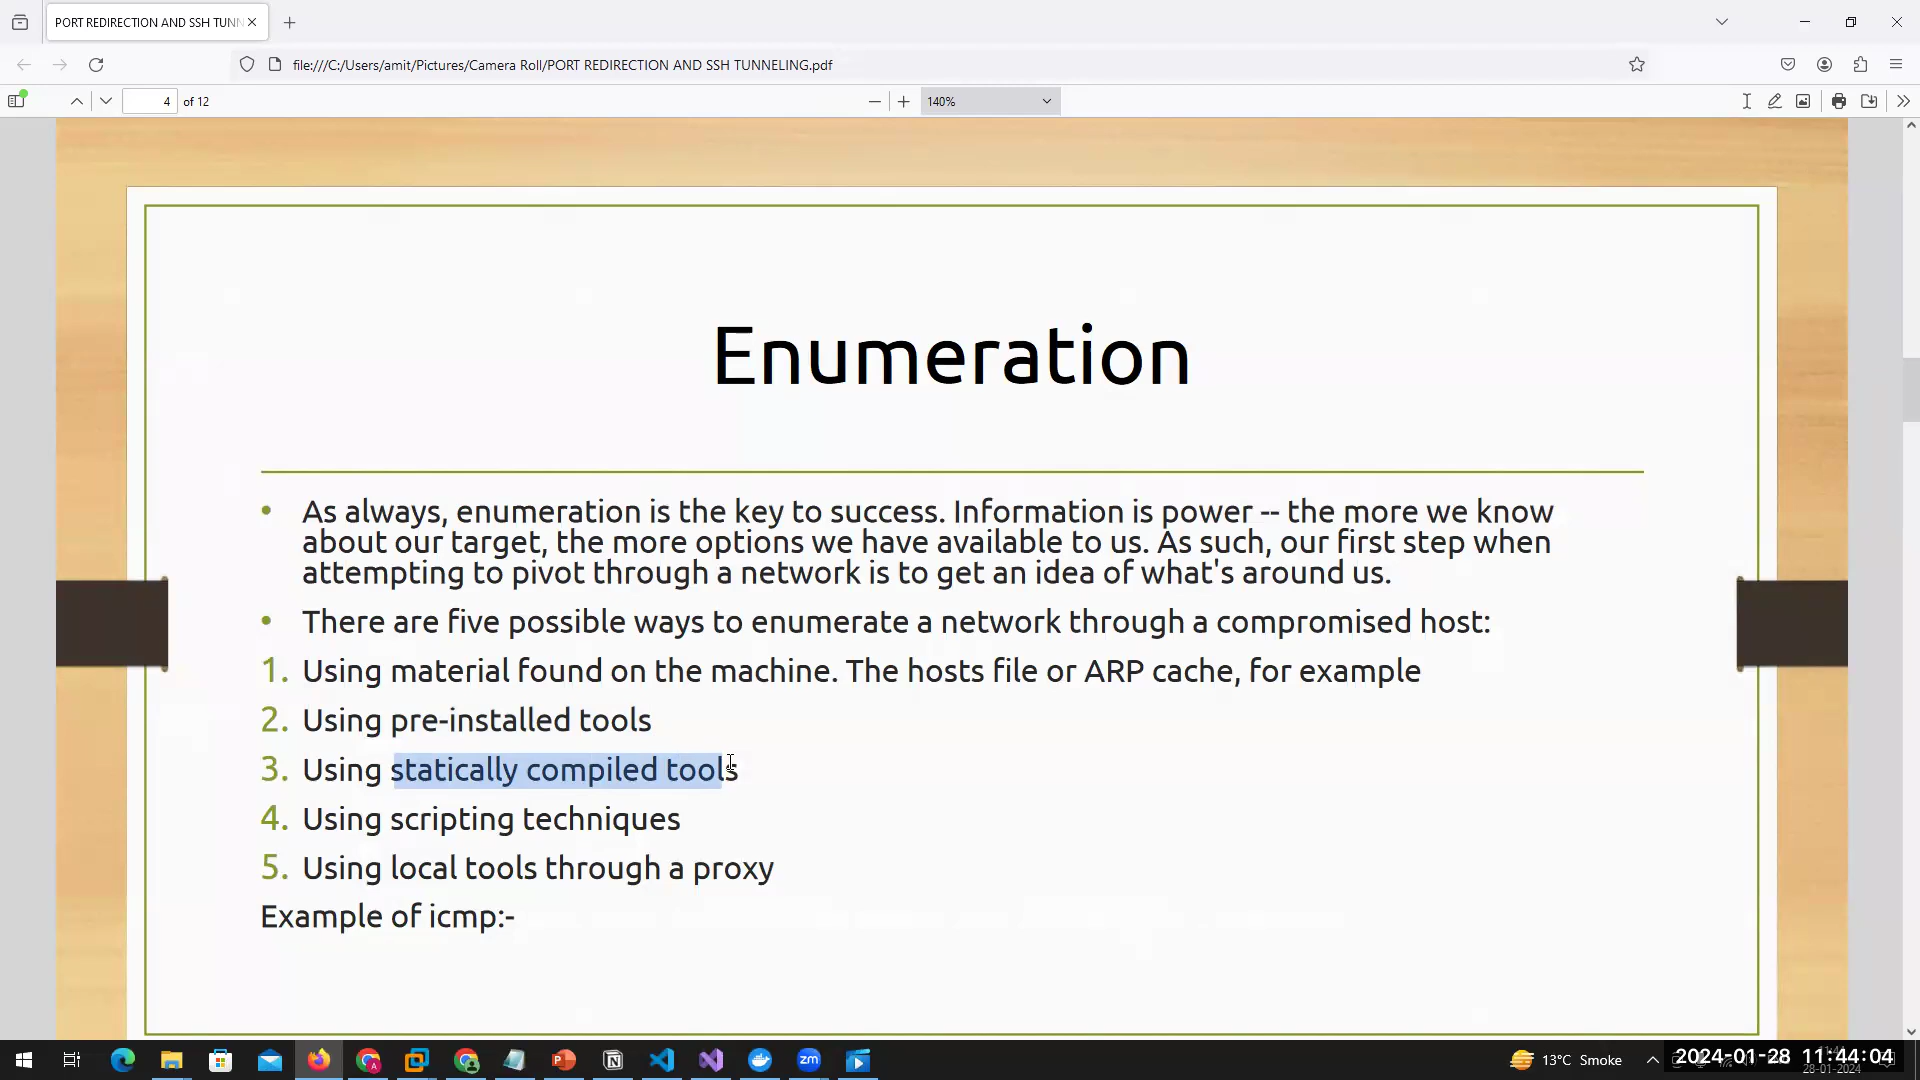 PORT REDIRECTION AND SSH TUNN
file:///C:/Users/amit/Pictures/Camera Roll/PORT REDIRECTION AND SSH TUNNELING.pdf
4 of 12
140%
Enumeration
• As always, enumeration is the key to success. Information is power -- the more we know
about our target, the more options we have available to us. As such, our first step when
attempting to pivot through a network is to get an idea of what's around us.
• There are five possible ways to enumerate a network through a compromised host:
1. Using material found on the machine. The hosts file or ARP cache, for example
2. Using pre-installed tools
3. Using statically compiled tools
4. Using scripting techniques
5. Using local tools through a proxy
Example of icmp:-
zm
13°C Smoke
2024-01-28 11:44:04
28-01-2024